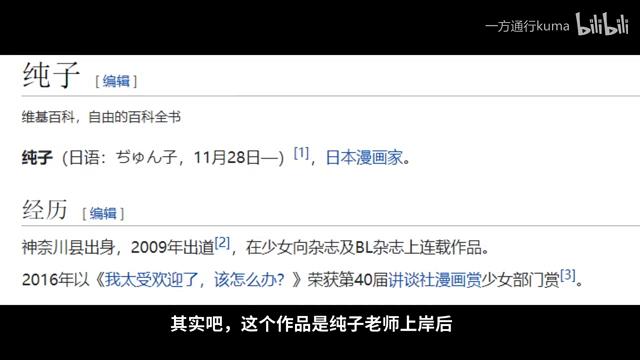 一方通行kuma bilibili
纯子 [编辑]
维基百科，自由的百科全书
纯子（日语：ぢゅん子，11月28日—）[1]，日本漫画家。
经历 [编辑]
神奈川县出身，2009年出道[2]，在少女向杂志及BL杂志上连载作品。
2016年以《我太受欢迎了，该怎么办？》荣获第40届讲谈社漫画赏少女部门赏[3]。
其实吧，这个作品是纯子老师上岸后